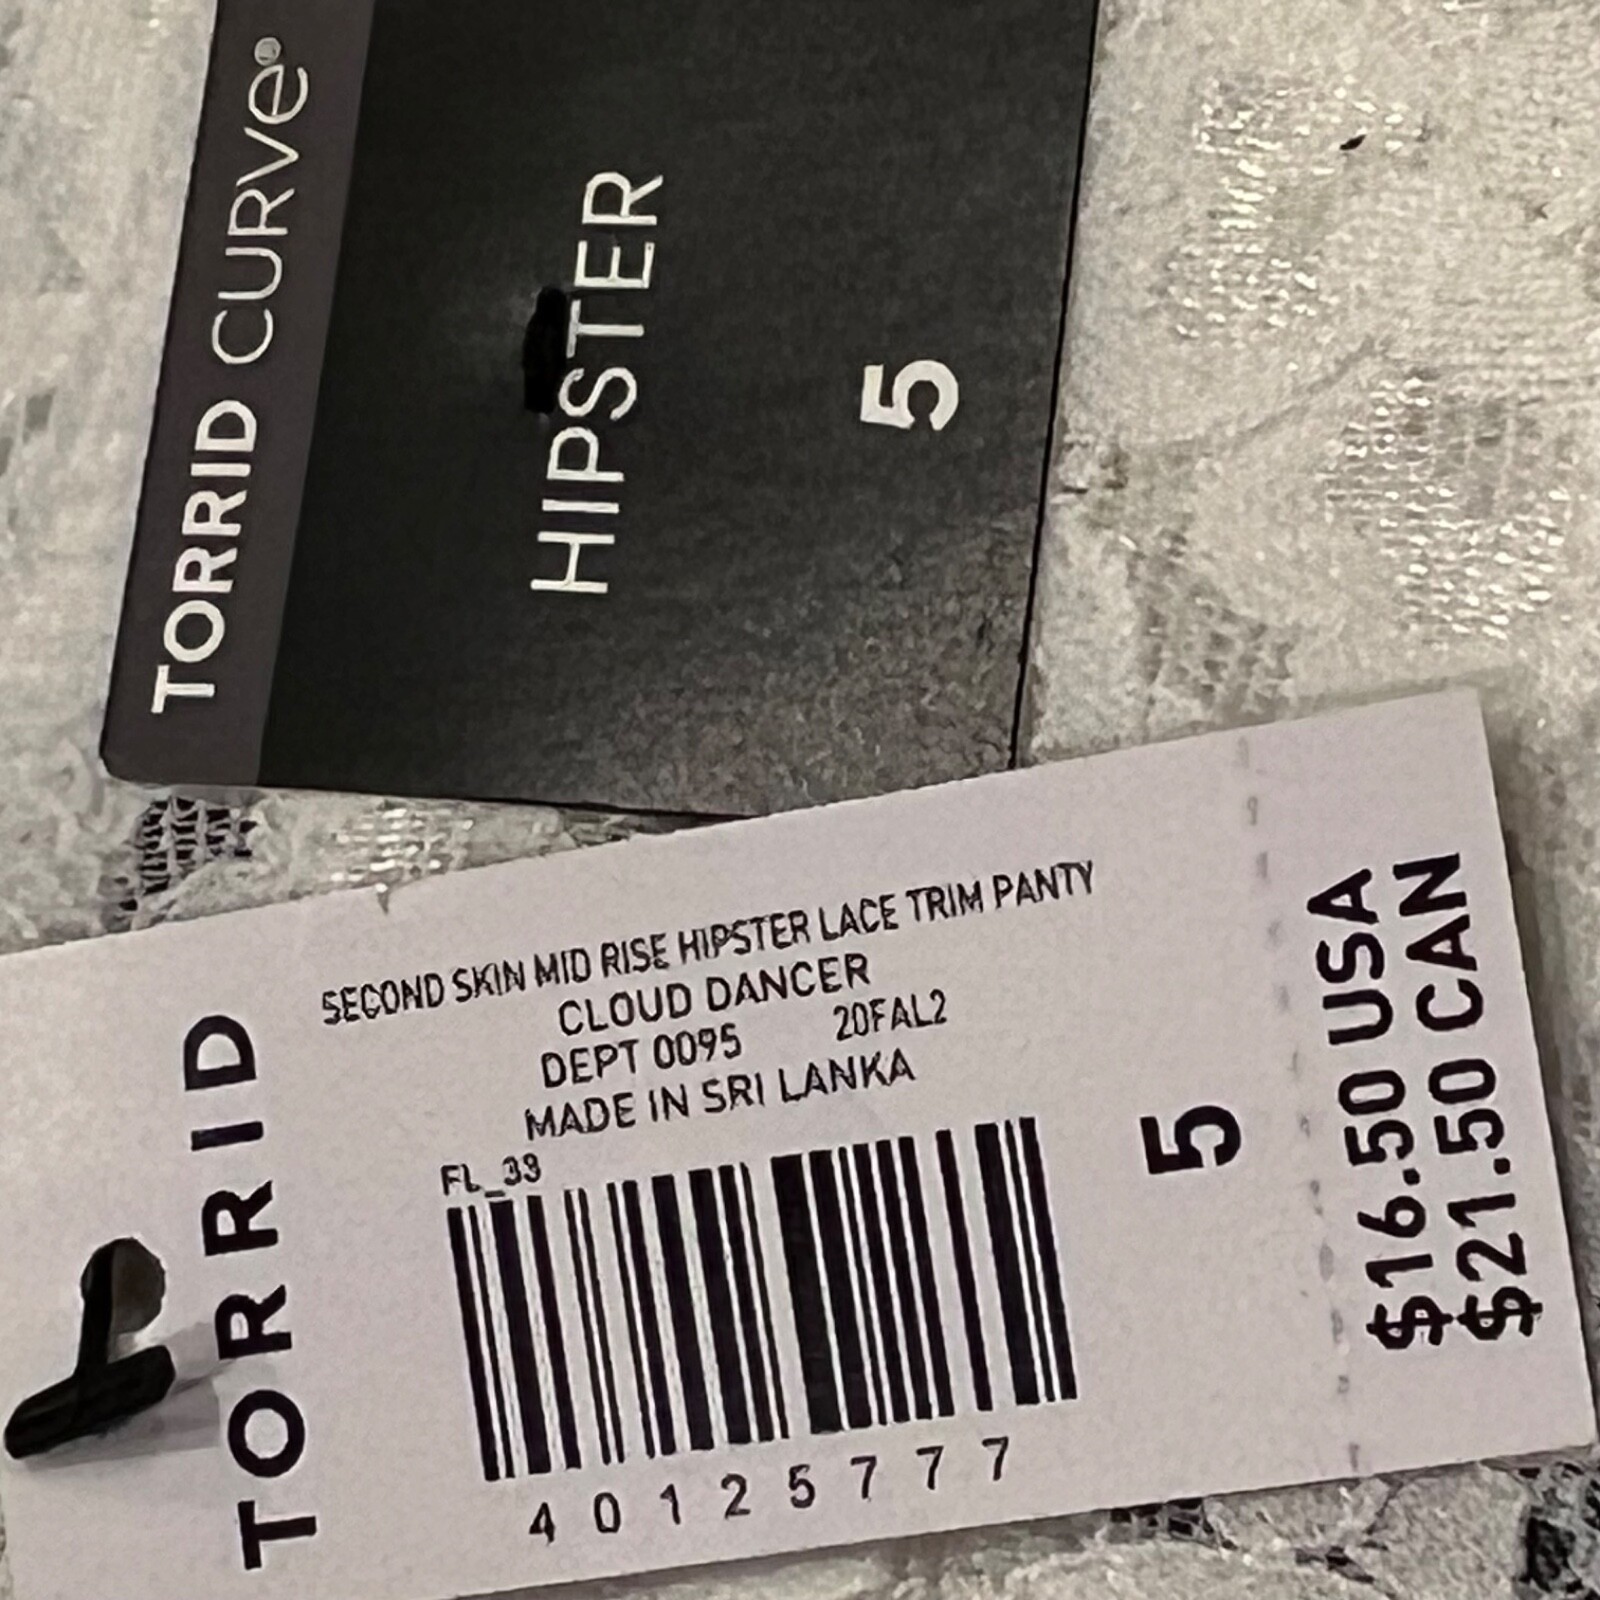 TORRID CURVE®
HIPSTER
5
TORRID
SECOND SKIN MID RISE HIPSTER LACE TRIM PANTY
CLOUD DANCER
DEPT 0095 20FAL2
MADE IN SRI LANKA
FL_33
40125777
5
$16.50 USA
$21.50 CAN